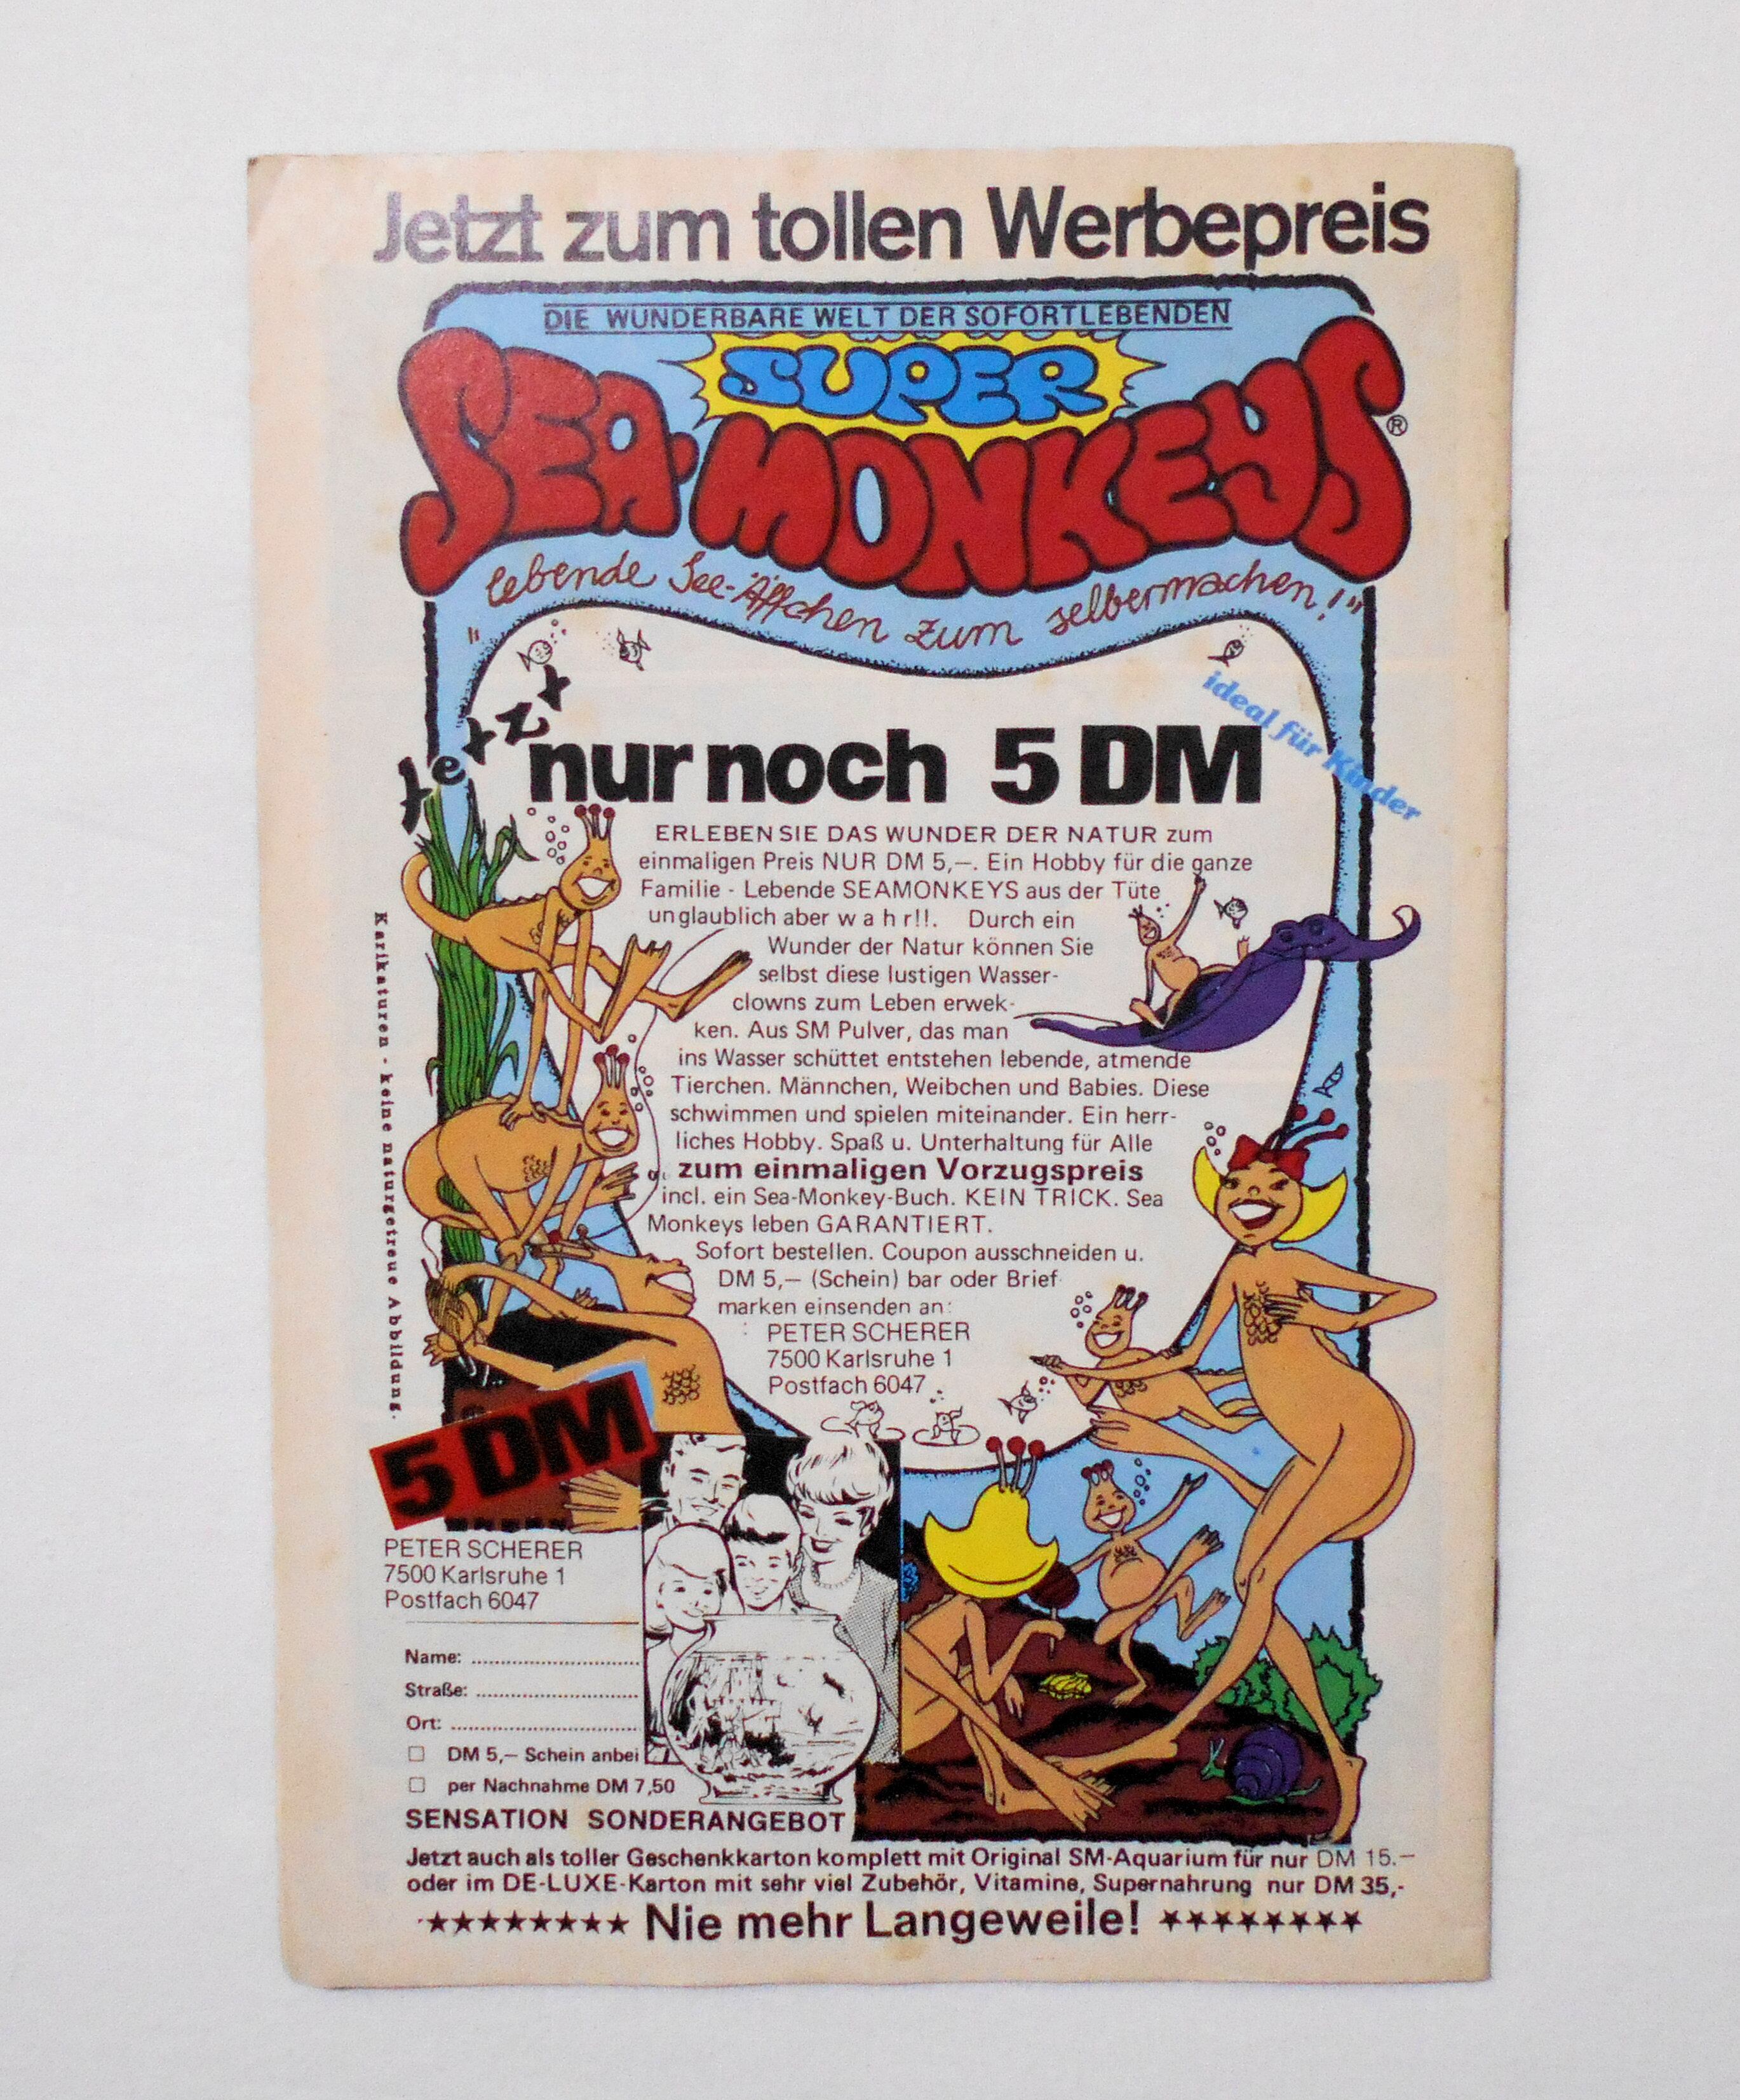 Jetzt zum tollen Werbepreis
DIE WUNDERBARE WELT DER SOFORTLEBENDEN
SUPER
SEA-MONKEYS®
"lebende See-Äffchen zum selbermachen!"
ideal für Kinder
Jetzt
nur noch 5 DM
ERLEBEN SIE DAS WUNDER DER NATUR zum
einmaligen Preis NUR DM 5,—. Ein Hobby für die ganze
Familie - Lebende SEAMONKEYS aus der Tüte
unglaublich aber w a h r!!. Durch ein
Wunder der Natur können Sie
selbst diese lustigen Wasser-
clowns zum Leben erwek-
ken. Aus SM Pulver, das man
ins Wasser schüttet entstehen lebende, atmende
Tierchen. Männchen, Weibchen und Babies. Diese
schwimmen und spielen miteinander. Ein herr-
liches Hobby. Spaß u. Unterhaltung für Alle
zum einmaligen Vorzugspreis
incl. ein Sea-Monkey-Buch. KEIN TRICK. Sea
Monkeys leben GARANTIERT.
Sofort bestellen. Coupon ausschneiden u.
DM 5,— (Schein) bar oder Brief
marken einsenden an:
PETER SCHERER
7500 Karlsruhe 1
Postfach 6047
Karikaturen - keine naturgetreue Abbildung.
5 DM
PETER SCHERER
7500 Karlsruhe 1
Postfach 6047
Name: ........................
Straße: ........................
Ort: ........................
☐ DM 5,— Schein anbei
☐ per Nachnahme DM 7,50
SENSATION SONDERANGEBOT
Jetzt auch als toller Geschenkkarton komplett mit Original SM-Aquarium für nur DM 15.—
oder im DE-LUXE-Karton mit sehr viel Zubehör, Vitamine, Supernahrung nur DM 35,-
★★★★★★★★ Nie mehr Langeweile! ★★★★★★★★